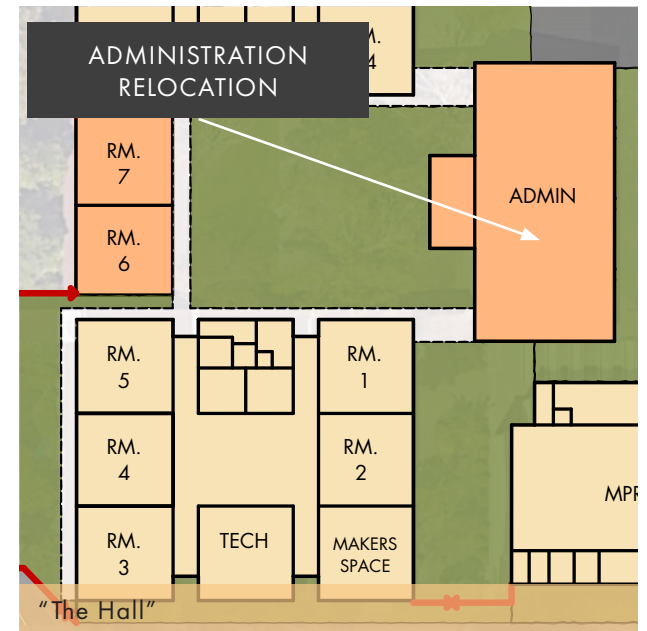 ADMINISTRATION
RELOCATION
4
RM.
7
ADMIN
RM.
6
RM.
5
RM.
1
RM.
4
RM.
2
MPR
RM.
3
TECH
MAKERS
SPACE
"The Hall"